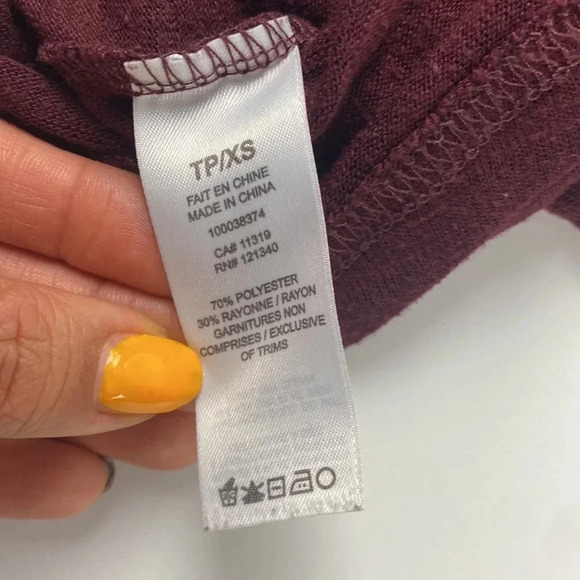 TP/XS
FAIT EN CHINE
MADE IN CHINA
100038374
CA# 11319
RN# 121340
70% POLYESTER
30% RAYONNE / RAYON
GARNITURES NON
COMPRISES / EXCLUSIVE
OF TRIMS